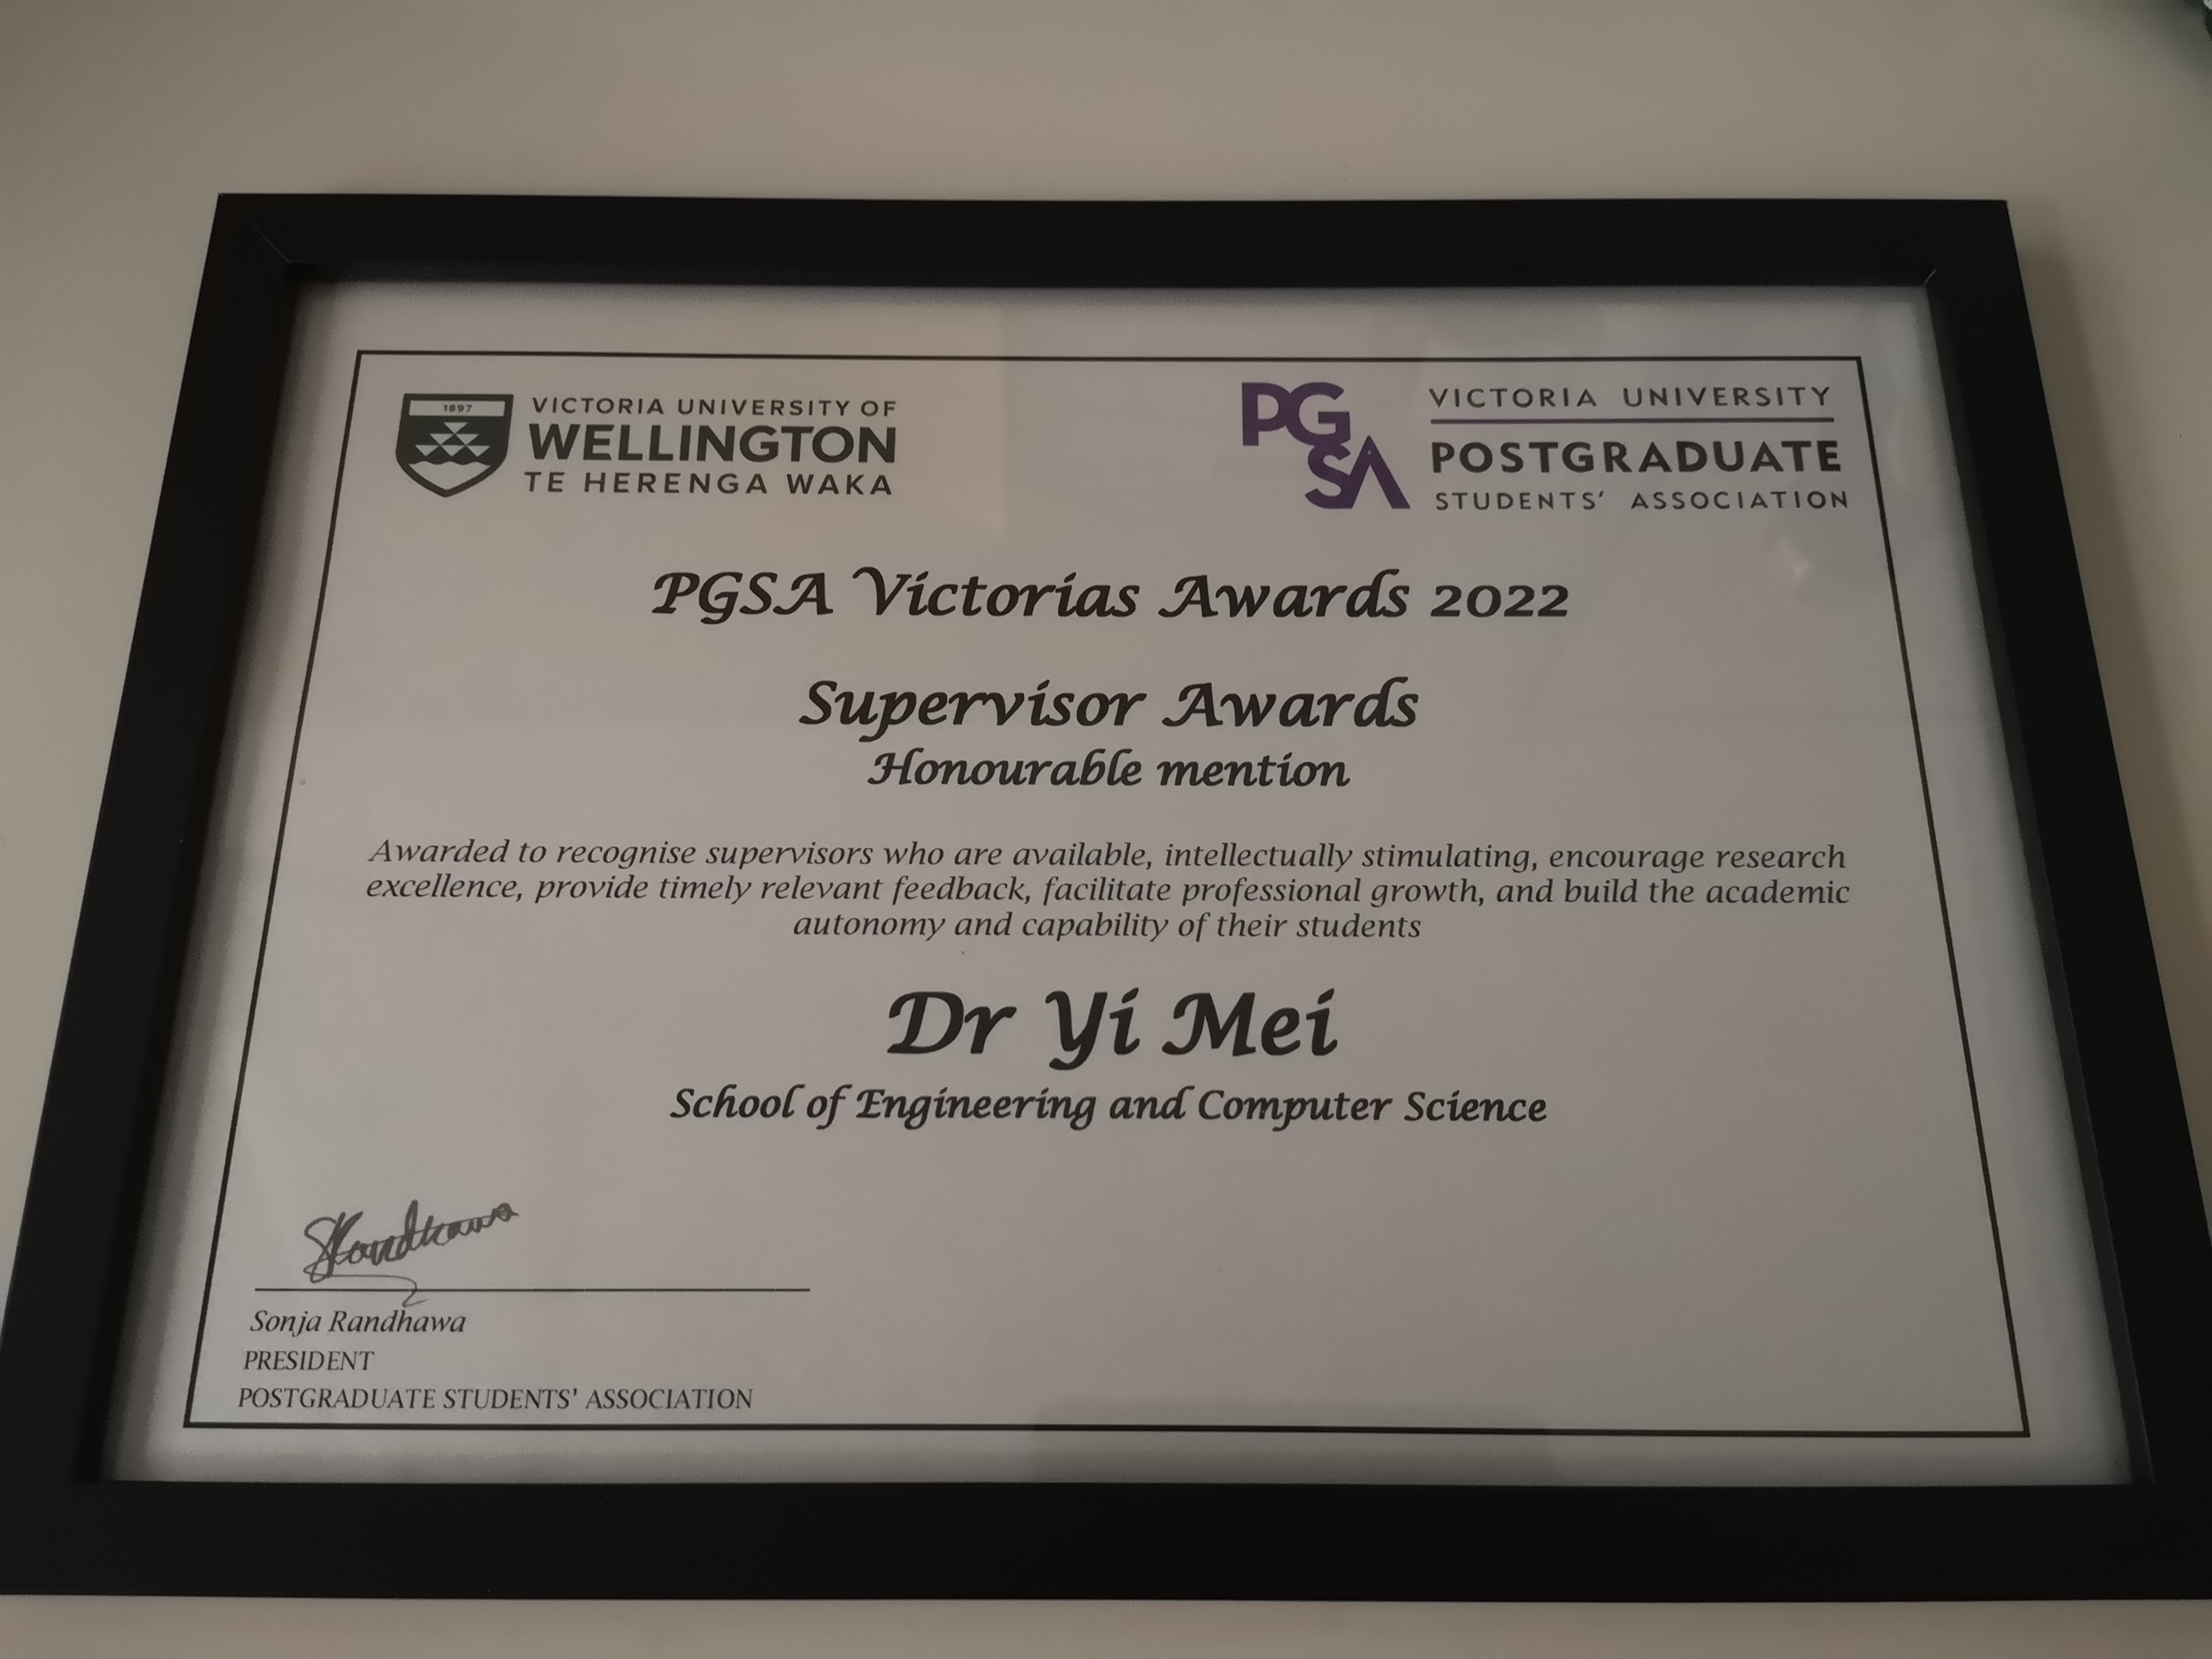 1897
VICTORIA UNIVERSITY OF
WELLINGTON
TE HERENGA WAKA
PGSA
VICTORIA UNIVERSITY
POSTGRADUATE
STUDENTS' ASSOCIATION
PGSA Victorias Awards 2022
Supervisor Awards
Honourable mention
Awarded to recognise supervisors who are available, intellectually stimulating, encourage research
excellence, provide timely relevant feedback, facilitate professional growth, and build the academic
autonomy and capability of their students
Dr Yi Mei
School of Engineering and Computer Science
SRandhawa
Sonja Randhawa
PRESIDENT
POSTGRADUATE STUDENTS' ASSOCIATION